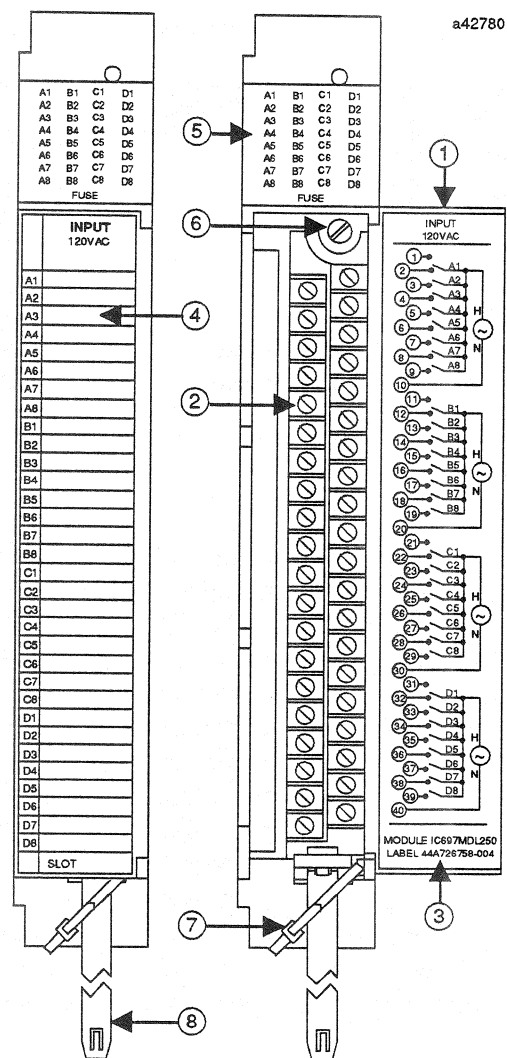 a42780
A1 B1 C1 D1
A2 B2 C2 D2
A3 B3 C3 D3
A4 B4 C4 D4
A5 B5 C5 D5
A6 B6 C6 D6
A7 B7 C7 D7
A8 B8 C8 D8
FUSE
INPUT
120VAC
A1
A2
A3
A4
A5
A6
A7
A8
B1
B2
B3
B4
B5
B6
B7
B8
C1
C2
C3
C4
C5
C6
C7
C8
D1
D2
D3
D4
D5
D6
D7
D8
SLOT
4
8
A1 B1 C1 D1
A2 B2 C2 D2
A3 B3 C3 D3
A4 B4 C4 D4
A5 B5 C5 D5
A6 B6 C6 D6
A7 B7 C7 D7
A8 B8 C8 D8
FUSE
5
6
2
7
1
INPUT
120VAC
1
2 A1
3 A2
4 A3 H
5 A4
6 A5
7 A6 N
8 A7
9 A8
10
11
12 B1
13 B2
14 B3
15 B4 H
16 B5
17 B6 N
18 B7
19 B8
20
21
22 C1
23 C2
24 C3
25 C4 H
26 C5
27 C6 N
28 C7
29 C8
30
31
32 D1
33 D2
34 D3
35 D4 H
36 D5
37 D6 N
38 D7
39 D8
40
MODULE IC697MDL250
LABEL 44A726758-004
3